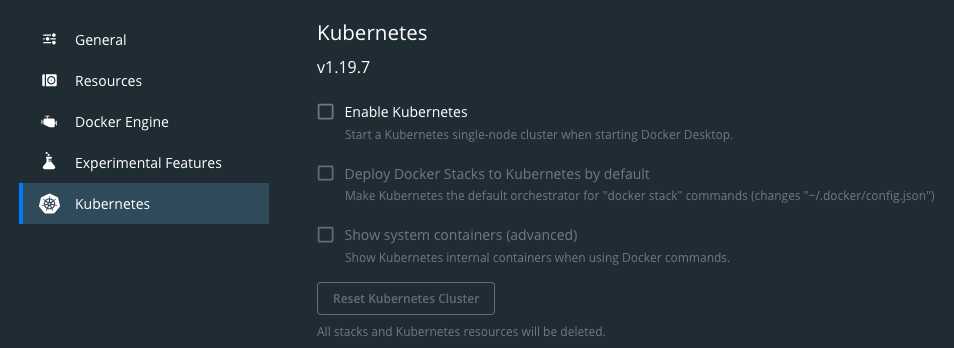 General
Resources
Docker Engine
Experimental Features
Kubernetes
Kubernetes
v1.19.7
Enable Kubernetes
Start a Kubernetes single-node cluster when starting Docker Desktop.
Deploy Docker Stacks to Kubernetes by default
Make Kubernetes the default orchestrator for "docker stack" commands (changes "~/.docker/config.json")
Show system containers (advanced)
Show Kubernetes internal containers when using Docker commands.
Reset Kubernetes Cluster
All stacks and Kubernetes resources will be deleted.